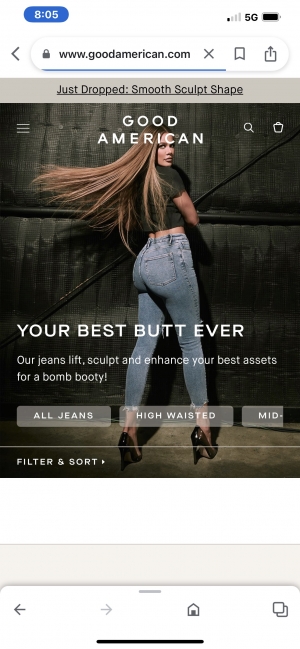 8:05
5G
www.goodamerican.com
Just Dropped: Smooth Sculpt Shape
GOOD
AMERICAN
YOUR BEST BUTT EVER
Our jeans lift, sculpt and enhance your best assets
for a bomb booty!
ALL JEANS HIGH WAISTED MID-
FILTER & SORT